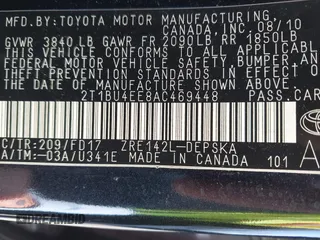 MFD.BY:TOYOTA MOTOR MANUFACTURING
CANADA, INC. 08/10
GVWR 3840 LB GAWR FR 2090LB RR 1850LB
THIS VEHICLE CONFORMS TO ALL APPLICABLE
FEDERAL MOTOR VEHICLE SAFETY, BUMPER, AND
THEFT PREVENTION STANDARDS IN EFFECT ON
THE DATE OF MANUFACTURE SHOWN ABOVE.
2T1BU4EE8AC469448 PASS. CAR
C/TR:209/FD17 ZRE142L-DEPSKA
A/TM:-03A/U341E MADE IN CANADA 101 A
DREAMBID